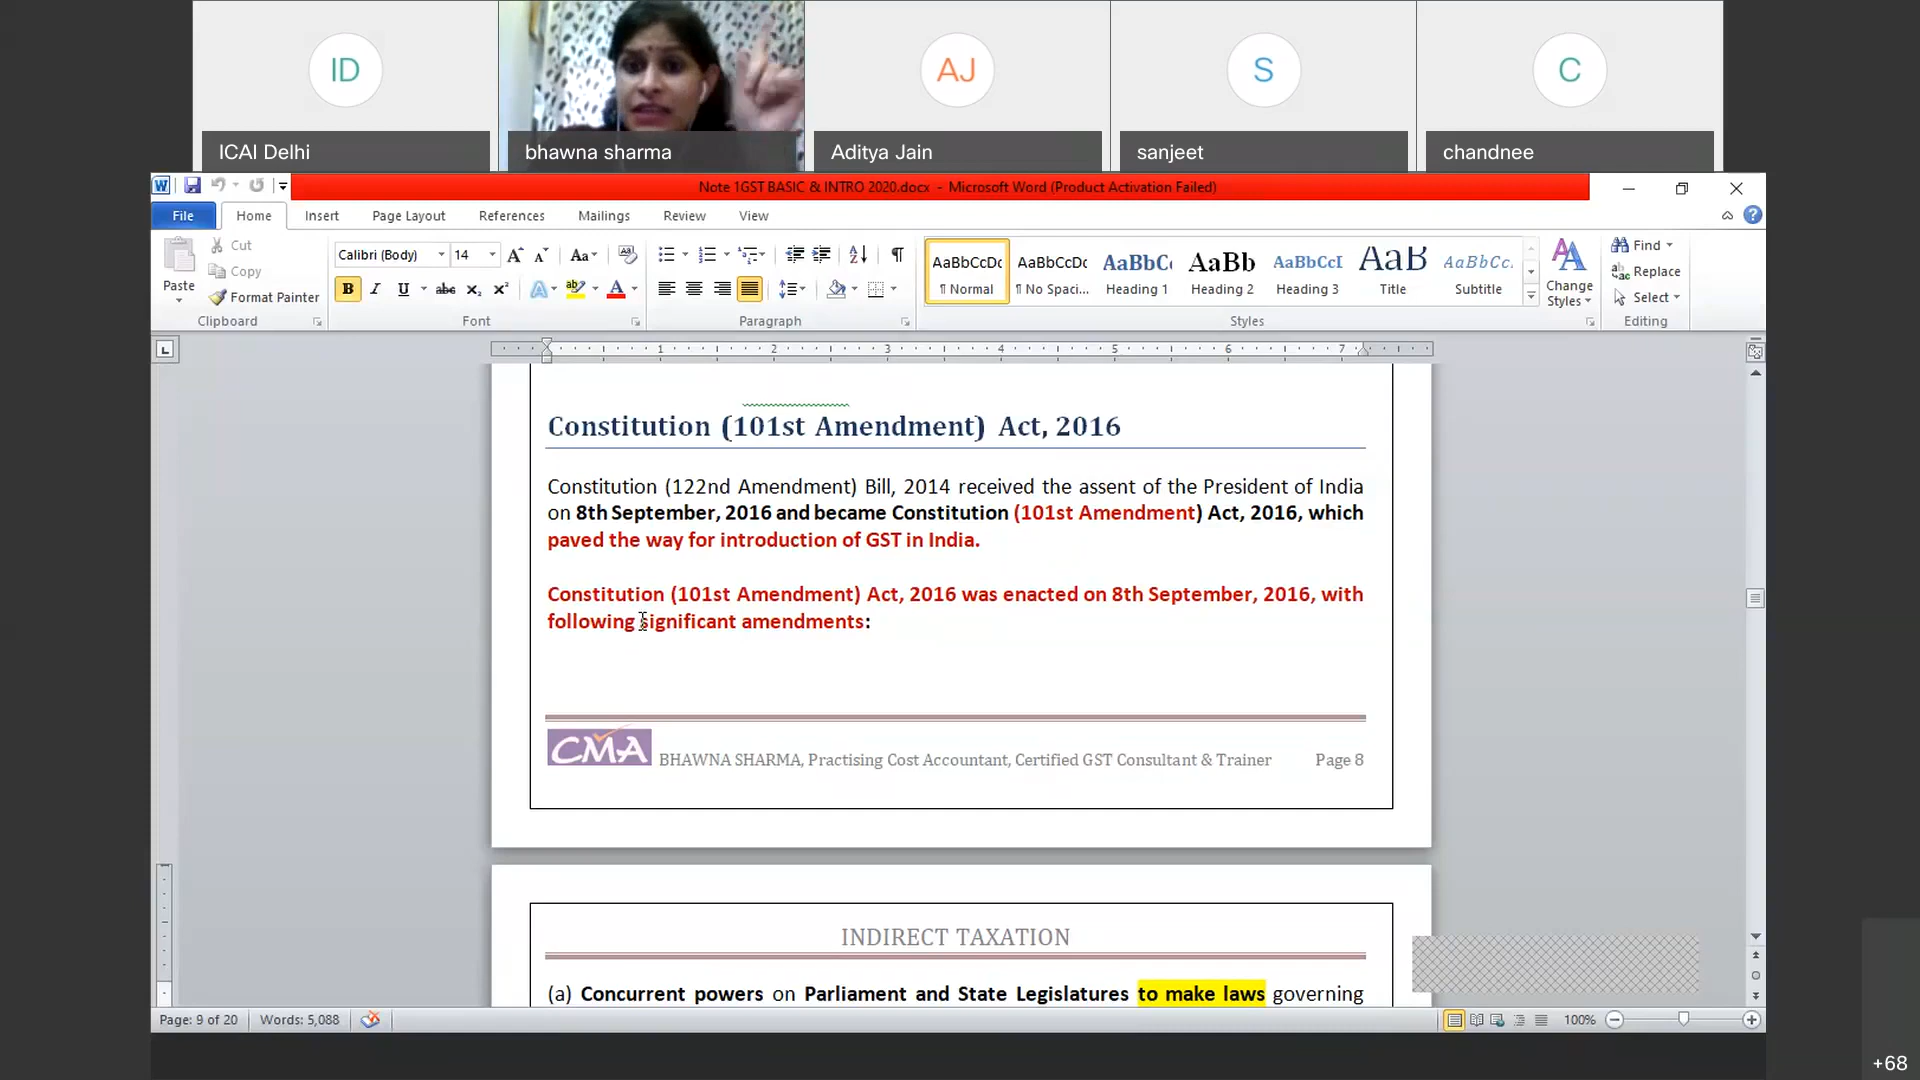 ID
AJ
S
C
ICAI Delhi
bhawna sharma
Aditya Jain
sanjeet
chandnee
Note 1GST BASIC & INTRO 2020.docx - Microsoft Word (Product Activation Failed)
File
Home
Insert
Page Layout
References
Mailings
Review
View
Paste
Cut
Copy
Format Painter
Clipboard
Calibri (Body)
14
Font
Paragraph
AaBbCcDc
¶ Normal
AaBbCcDc
¶ No Spaci...
AaBbC
Heading 1
AaBb
Heading 2
AaBbCcI
Heading 3
AaB
Title
AaBbCc.
Subtitle
Change
Styles
Styles
Find
Replace
Select
Editing
1 2 3 4 5 6 7
Constitution (101st Amendment) Act, 2016
Constitution (122nd Amendment) Bill, 2014 received the assent of the President of India
on 8th September, 2016 and became Constitution (101st Amendment) Act, 2016, which
paved the way for introduction of GST in India.
Constitution (101st Amendment) Act, 2016 was enacted on 8th September, 2016, with
following significant amendments:
CMA BHAWNA SHARMA, Practising Cost Accountant, Certified GST Consultant & Trainer Page 8
INDIRECT TAXATION
(a) Concurrent powers on Parliament and State Legislatures to make laws governing
Page: 9 of 20
Words: 5,088
100%
+68